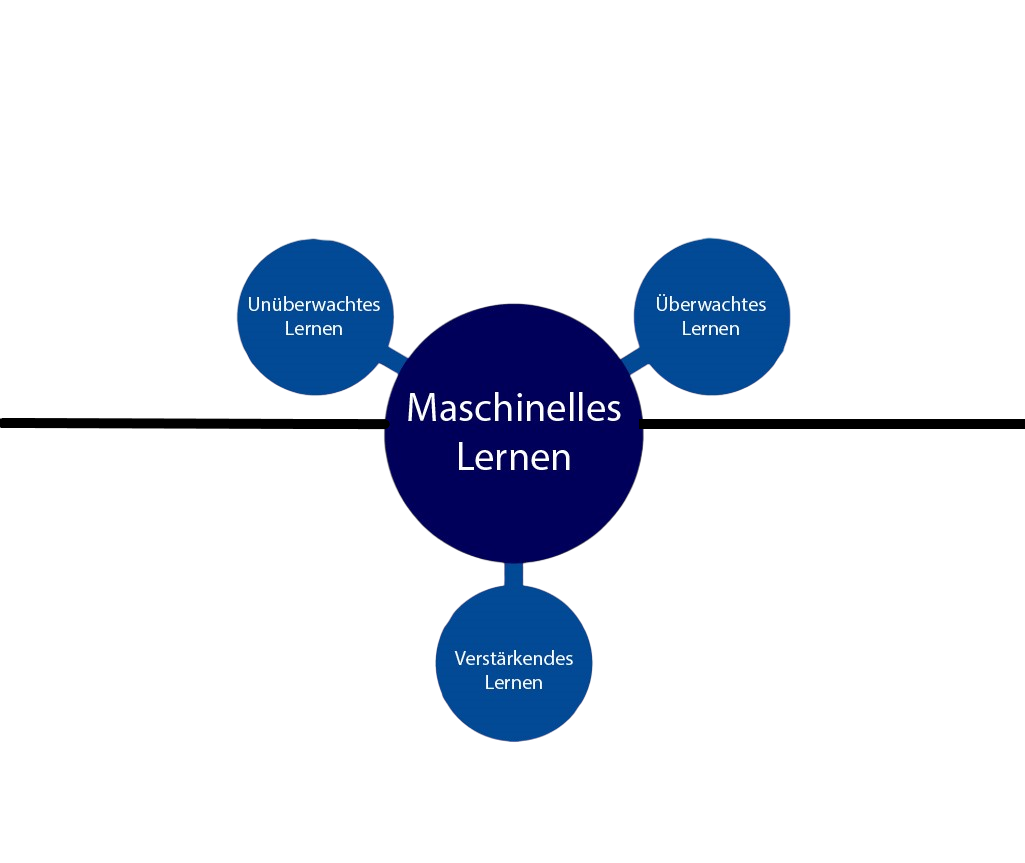 Unüberwachtes
Lernen
Überwachtes
Lernen
Maschinelles
Lernen
Verstärkendes
Lernen